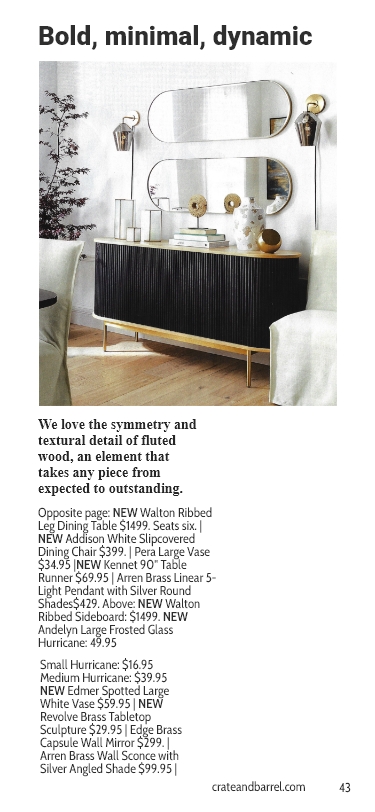 Bold, minimal, dynamic
We love the symmetry and
textural detail of fluted
wood, an element that
takes any piece from
expected to outstanding.
Opposite page: NEW Walton Ribbed
Leg Dining Table $1499. Seats six. |
NEW Addison White Slipcovered
Dining Chair $399. | Pera Large Vase
$34.95 |NEW Kennet 90" Table
Runner $69.95 | Arren Brass Linear 5-
Light Pendant with Silver Round
Shades$429. Above: NEW Walton
Ribbed Sideboard: $1499. NEW
Andelyn Large Frosted Glass
Hurricane: 49.95
Small Hurricane: $16.95
Medium Hurricane: $39.95
NEW Edmer Spotted Large
White Vase $59.95 | NEW
Revolve Brass Tabletop
Sculpture $29.95 | Edge Brass
Capsule Wall Mirror $299. |
Arren Brass Wall Sconce with
Silver Angled Shade $99.95 |
crateandbarrel.com 43